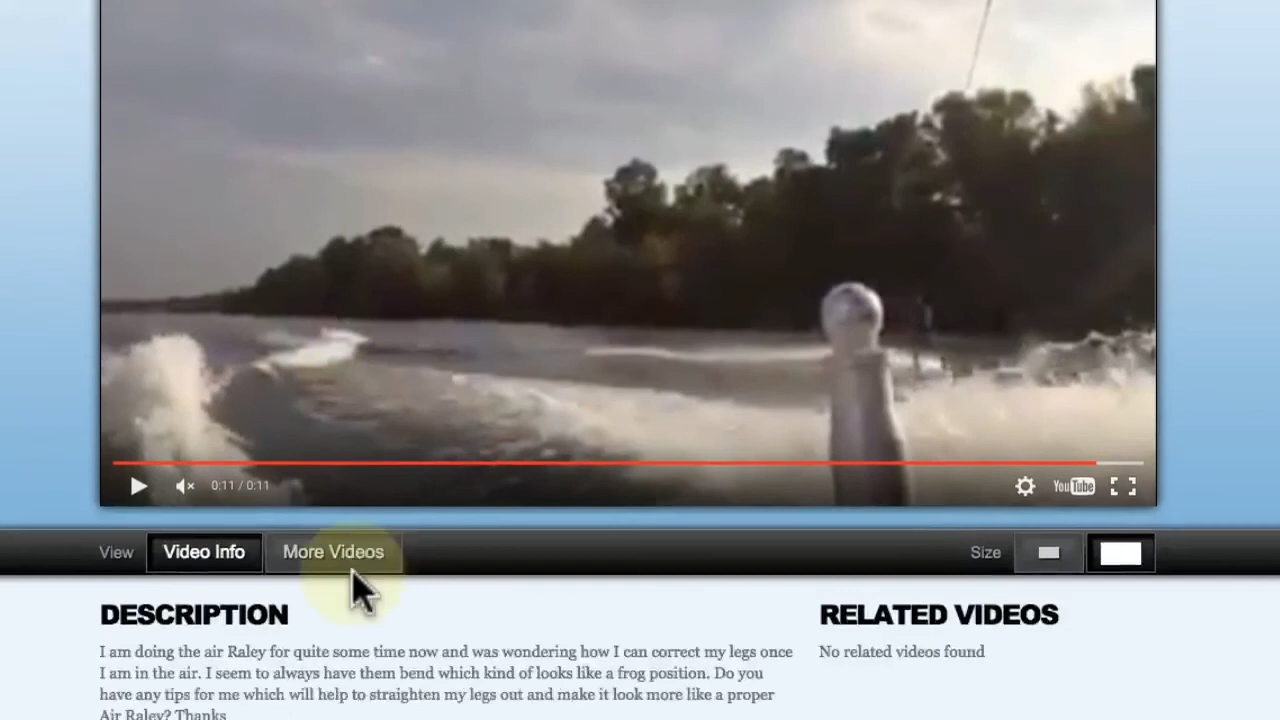 0:11 / 0:11
YouTube
View
Video Info
More Videos
Size
DESCRIPTION
I am doing the air Raley for quite some time now and was wondering how I can correct my legs once
I am in the air. I seem to always have them bend which kind of looks like a frog position. Do you
have any tips for me which will help to straighten my legs out and make it look more like a proper
Air Raley? Thanks
RELATED VIDEOS
No related videos found